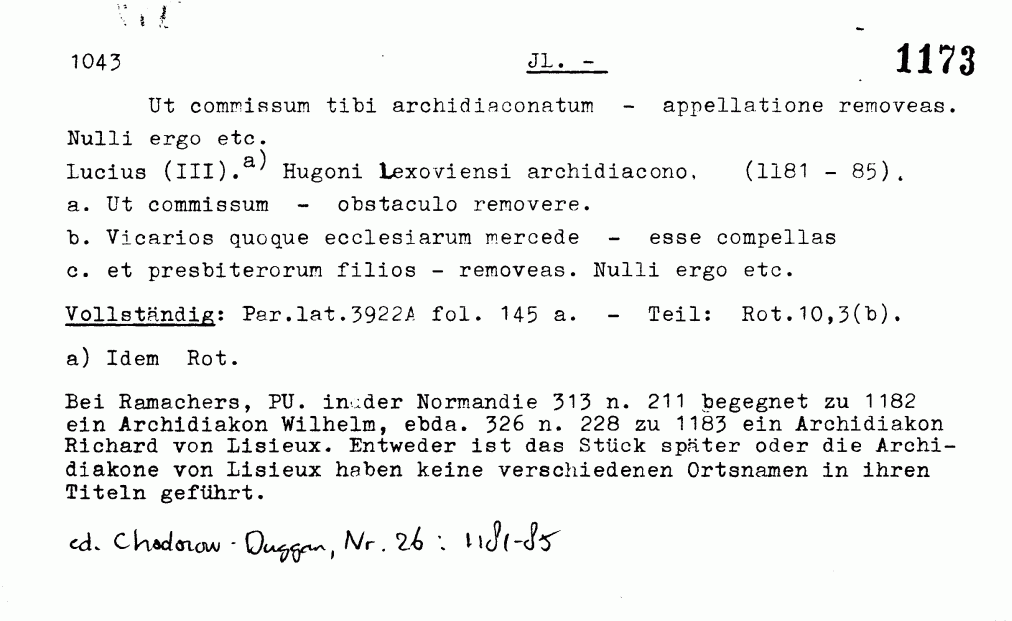 1043 JL. - 1173
Ut commissum tibi archidiaconatum - appellatione removeas.
Nulli ergo etc.
Lucius (III).a) Hugoni Lexoviensi archidiacono. (1181 - 85).
a. Ut commissum - obstaculo removere.
b. Vicarios quoque ecclesiarum mercede - esse compellas
c. et presbiterorum filios - removeas. Nulli ergo etc.
Vollständig: Par.lat.3922A fol. 145 a. - Teil: Rot.10,3(b).
a) Idem Rot.
Bei Ramachers, PU. in der Normandie 313 n. 211 begegnet zu 1182
ein Archidiakon Wilhelm, ebda. 326 n. 228 zu 1183 ein Archidiakon
Richard von Lisieux. Entweder ist das Stück später oder die Archi-
diakone von Lisieux haben keine verschiedenen Ortsnamen in ihren
Titeln geführt.
ed. Chodorow - Duggan, Nr. 26 : 1181-85